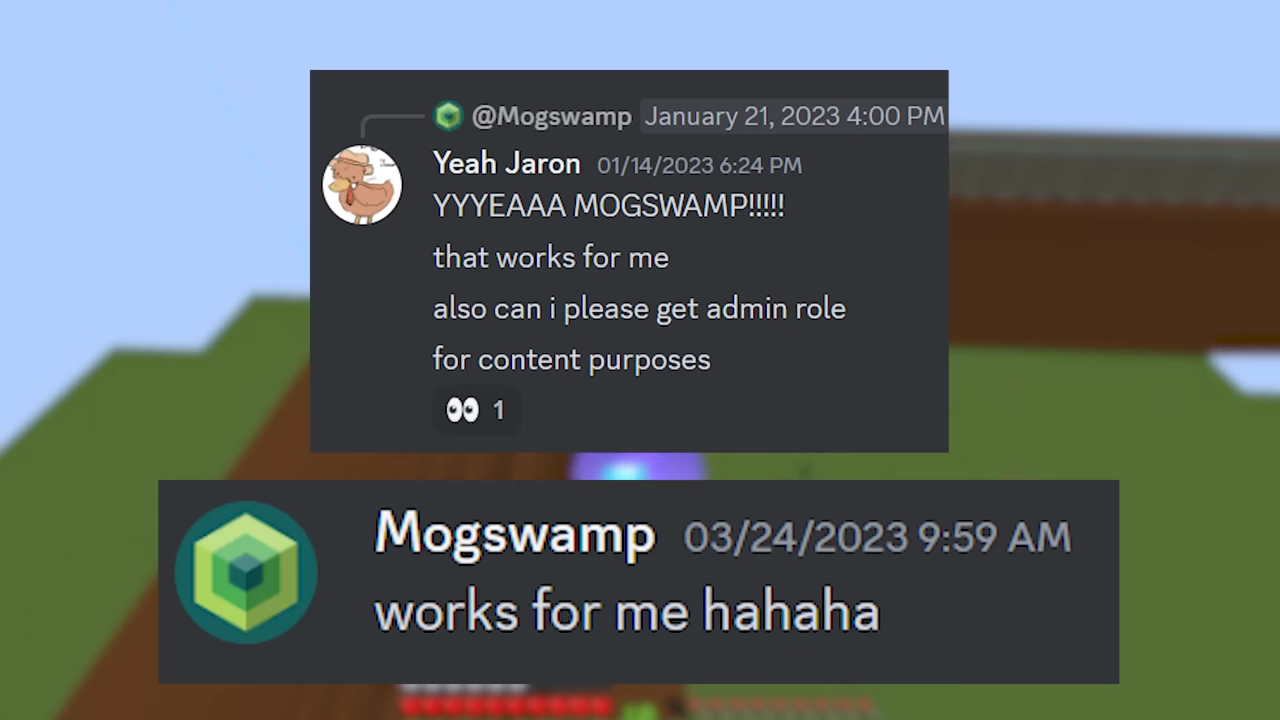 @Mogswamp January 21, 2023 4:00 PM
Yeah Jaron 01/14/2023 6:24 PM
YYYEAAA MOGSWAMP!!!!!
that works for me
also can i please get admin role
for content purposes
👀 1
Mogswamp 03/24/2023 9:59 AM
works for me hahaha